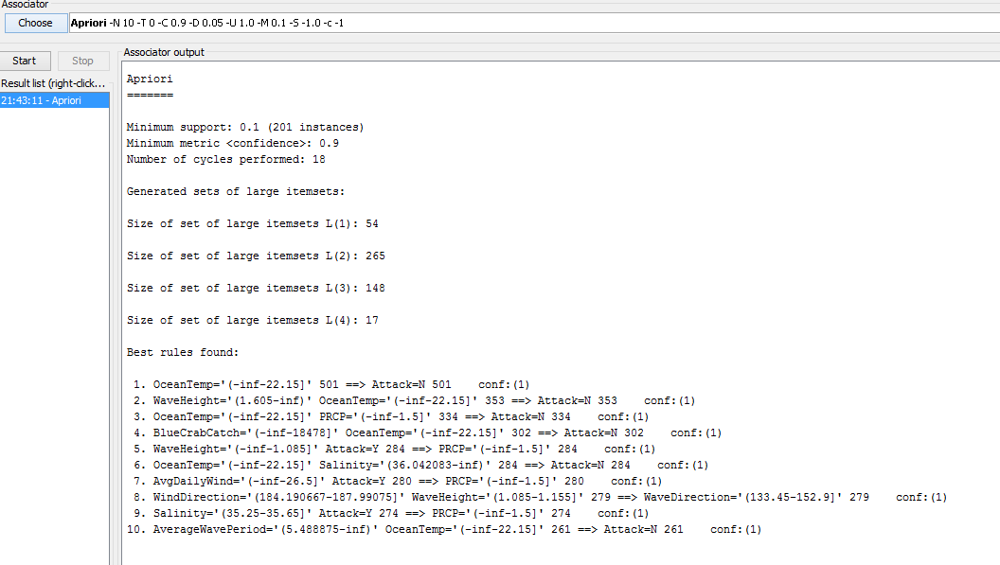 Associator
Choose Apriori -N 10 -T 0 -C 0.9 -D 0.05 -U 1.0 -M 0.1 -S -1.0 -c -1
Start Stop
Result list (right-click...
21:43:11 - Apriori
Associator output
Apriori
=======
Minimum support: 0.1 (201 instances)
Minimum metric <confidence>: 0.9
Number of cycles performed: 18
Generated sets of large itemsets:
Size of set of large itemsets L(1): 54
Size of set of large itemsets L(2): 265
Size of set of large itemsets L(3): 148
Size of set of large itemsets L(4): 17
Best rules found:
1. OceanTemp='(-inf-22.15]' 501 ==> Attack=N 501 conf:(1)
2. WaveHeight='(1.605-inf)' OceanTemp='(-inf-22.15]' 353 ==> Attack=N 353 conf:(1)
3. OceanTemp='(-inf-22.15]' PRCP='(-inf-1.5]' 334 ==> Attack=N 334 conf:(1)
4. BlueCrabCatch='(-inf-18478]' OceanTemp='(-inf-22.15]' 302 ==> Attack=N 302 conf:(1)
5. WaveHeight='(-inf-1.085]' Attack=Y 284 ==> PRCP='(-inf-1.5]' 284 conf:(1)
6. OceanTemp='(-inf-22.15]' Salinity='(36.042083-inf)' 284 ==> Attack=N 284 conf:(1)
7. AvgDailyWind='(-inf-26.5]' Attack=Y 280 ==> PRCP='(-inf-1.5]' 280 conf:(1)
8. WindDirection='(184.190667-187.99075]' WaveHeight='(1.085-1.155]' 279 ==> WaveDirection='(133.45-152.9]' 279 conf:(1)
9. Salinity='(35.25-35.65]' Attack=Y 274 ==> PRCP='(-inf-1.5]' 274 conf:(1)
10. AverageWavePeriod='(5.488875-inf)' OceanTemp='(-inf-22.15]' 261 ==> Attack=N 261 conf:(1)